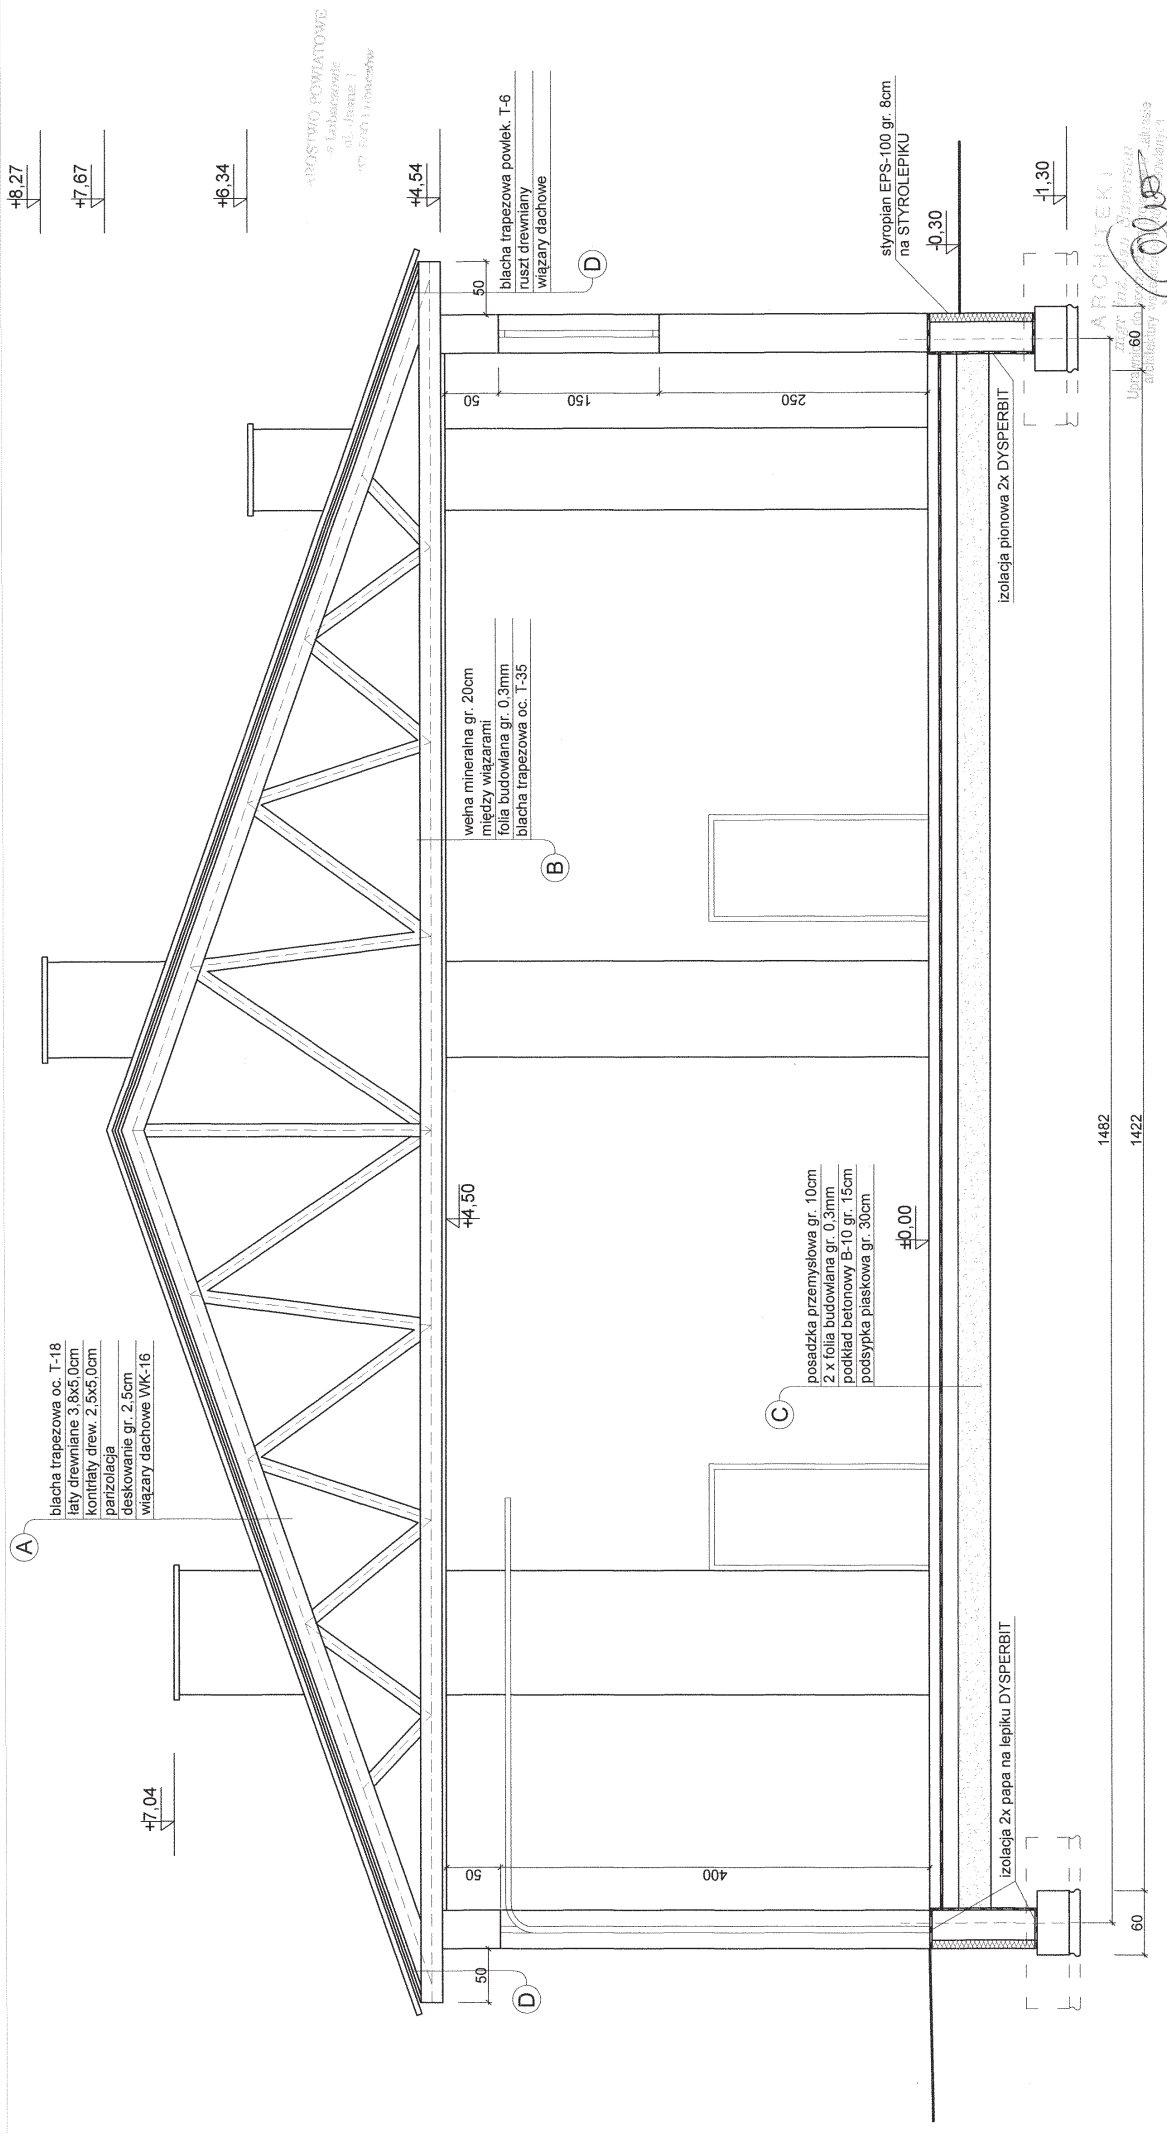 A
blacha trapezowa oc. T-18
łaty drewniane 3,8x5,0cm
kontrłaty drew. 2,5x5,0cm
parizolacja
deskowanie gr. 2,5cm
wiązary dachowe WK-16
+7,04
+8,27
+7,67
+6,34
+4,54
wełna mineralna gr. 20cm
między wiązarami
folia budowlana gr. 0,3mm
blacha trapezowa oc. T-35
B
blacha trapezowa powlek. T-6
ruszt drewniany
wiązary dachowe
D
50
50
D
+4,50
50
400
50
150
250
C
posadzka przemysłowa gr. 10cm
2 x folia budowlana gr. 0,3mm
podkład betonowy B-10 gr. 15cm
podsypka piaskowa gr. 30cm
±0,00
styropian EPS-100 gr. 8cm
na STYROLEPIKU
-0,30
-1,30
izolacja 2x papa na lepiku DYSPERBIT
izolacja pionowa 2x DYSPERBIT
1482
60
1422
60
ARCHITEKT
mgr inż.